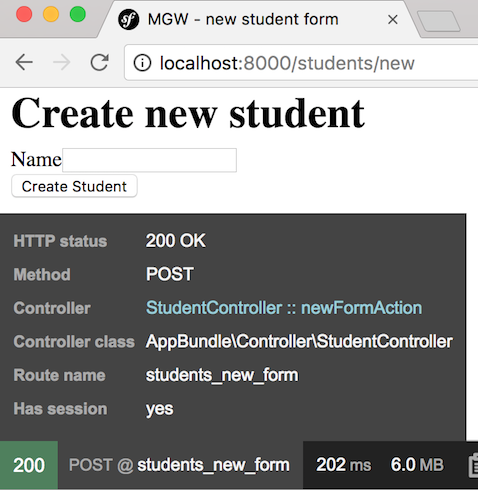 MGW - new student form
localhost:8000/students/new
Create new student
Name
Create Student
HTTP status 200 OK
Method POST
Controller StudentController :: newFormAction
Controller class AppBundle\Controller\StudentController
Route name students_new_form
Has session yes
200 POST @ students_new_form 202 ms 6.0 MB